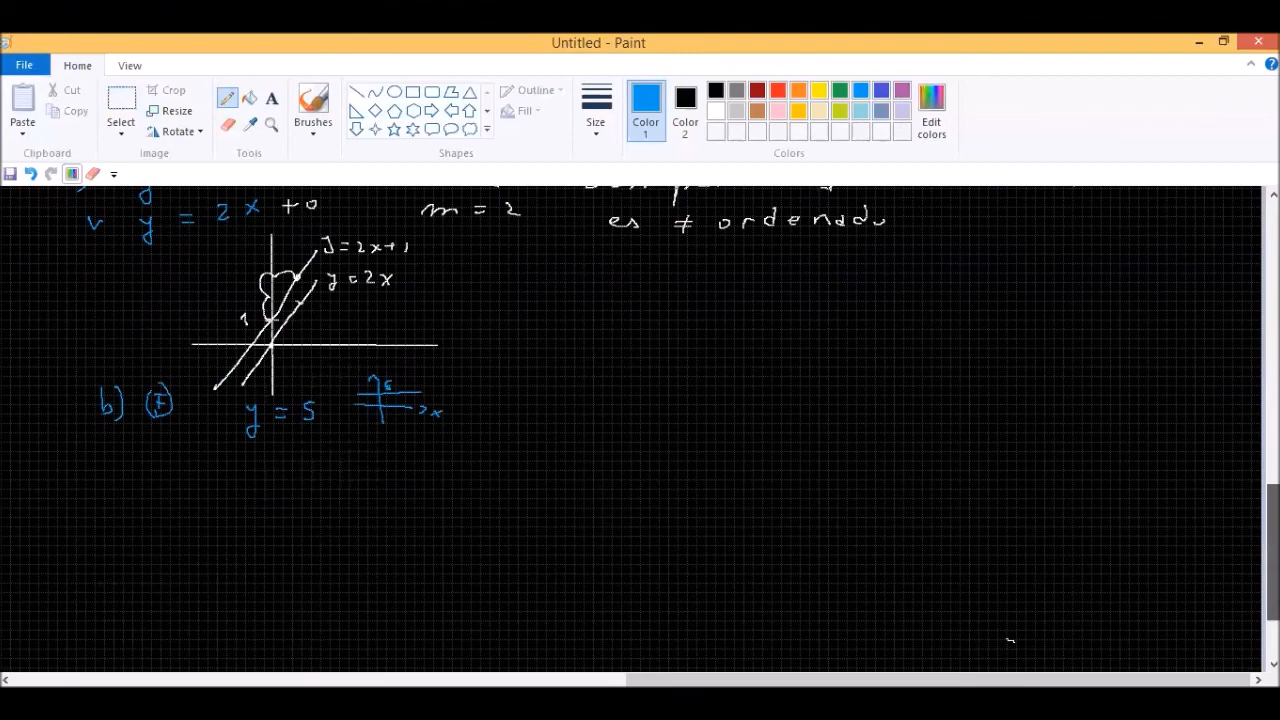 Untitled - Paint
File Home View
Cut
Copy
Paste
Clipboard
Select
Crop
Resize
Rotate
Image
Tools
Brushes
Shapes
Outline
Fill
Size
Color 1
Color 2
Edit colors
Colors
y = 2x +0 m = 2 es ≠ ordenada
y = 2x + 1
y = 2x
1
b) F y = 5 5
x